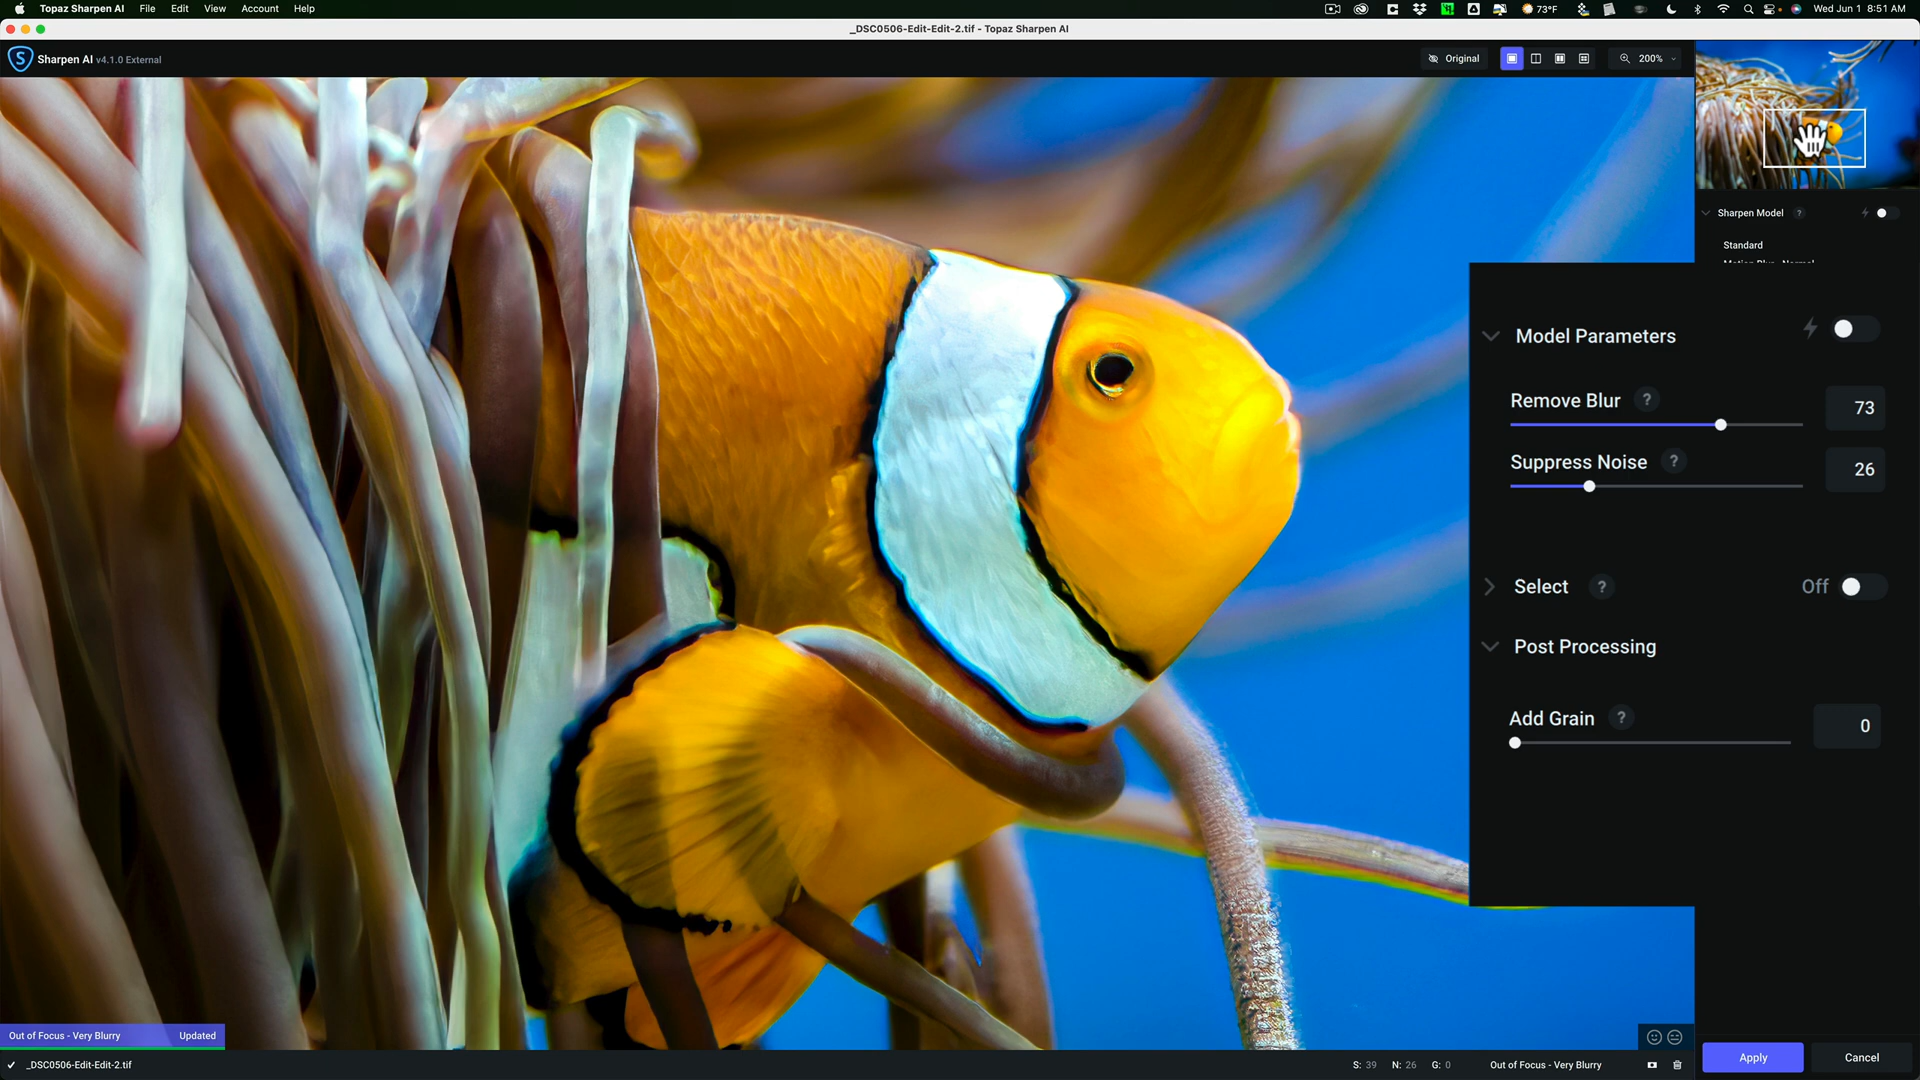 Topaz Sharpen AI File Edit View Account Help
73°F Wed Jun 1 8:51 AM
_DSC0506-Edit-Edit-2.tif - Topaz Sharpen AI
Sharpen AI v4.1.0 External
Original
200%
Sharpen Model ?
Standard
Motion Blur - Normal
Model Parameters
Remove Blur ? 73
Suppress Noise ? 26
Select ? Off
Post Processing
Add Grain ? 0
Out of Focus - Very Blurry Updated
_DSC0506-Edit-Edit-2.tif
S: 39 N: 26 G: 0 Out of Focus - Very Blurry
Apply Cancel